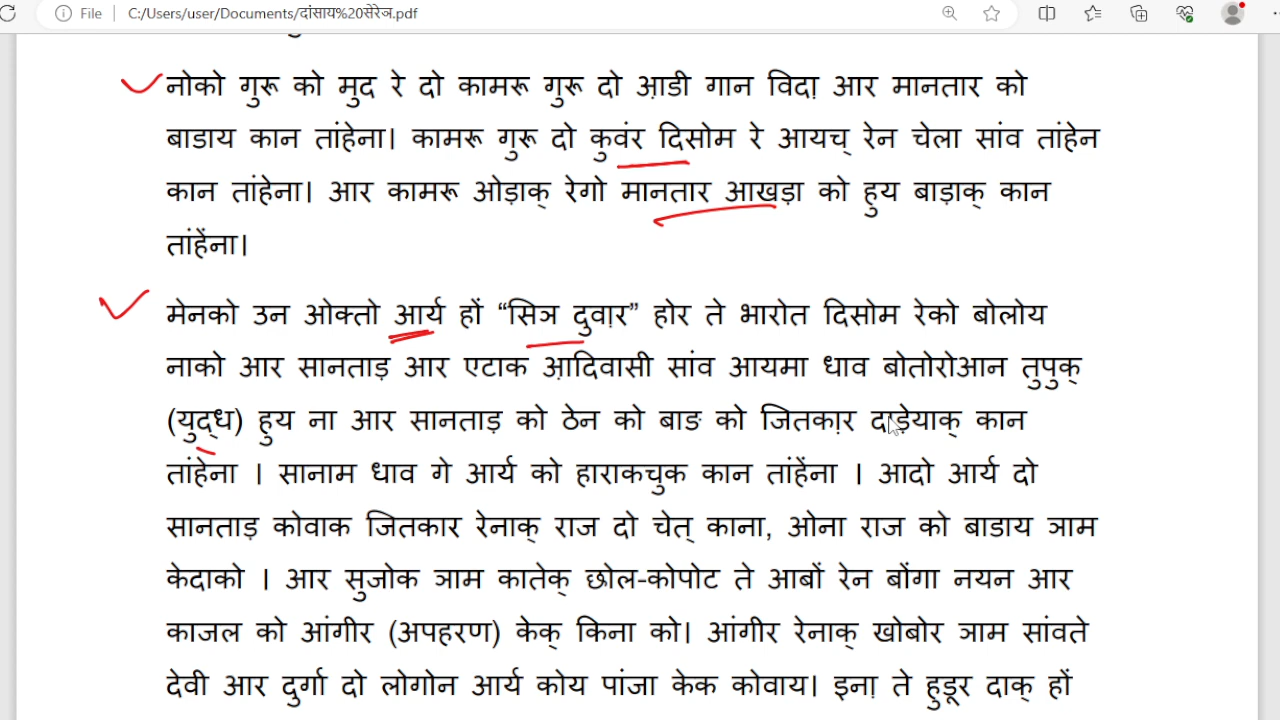 File
C:/Users/user/Documents/दांसाय%20सेरेञ.pdf
नोको गुरू को मुद रे दो कामरू गुरू दो आ़डी गान विदा़ आर मानतार को
बाडाय कान तांहेना। कामरू गुरू दो कुवंर दिसोम रे आयच् रेन चेला सांव तांहेन
कान तांहेना। आर कामरू ओड़ाक् रेगो मानतार आखड़ा को हुय बाड़ाक् कान
तांहेंना।
मेनको उन ओक्तो आर्य हों “सिञ दुवा़र” होर ते भारोत दिसोम रेको बोलोय
नाको आर सानताड़ आर एटाक आ़दिवासी सांव आयमा धाव बोतोरोआन तुपुक्
(युद्ध) हुय ना आर सानताड़ को ठेन को बाङ को जितका़र दाड़ेयाक् कान
तांहेना । सानाम धाव गे आर्य को हाराकचुक कान तांहेंना । आदो आर्य दो
सानताड़ कोवाक जितकार रेनाक् राज दो चेत् काना, ओना राज को बाडाय ञाम
केदाको । आर सुजोक ञाम कातेक् छोल-कोपोट ते आबों रेन बोंगा नयन आर
काजल को आंगीर (अपहरण) केक् किना को। आंगीर रेनाक् खोबोर ञाम सांवते
देवी आर दुर्गा दो लोगोन आर्य कोय पांजा केक कोवाय। इना़ ते हुडूर दाक् हों